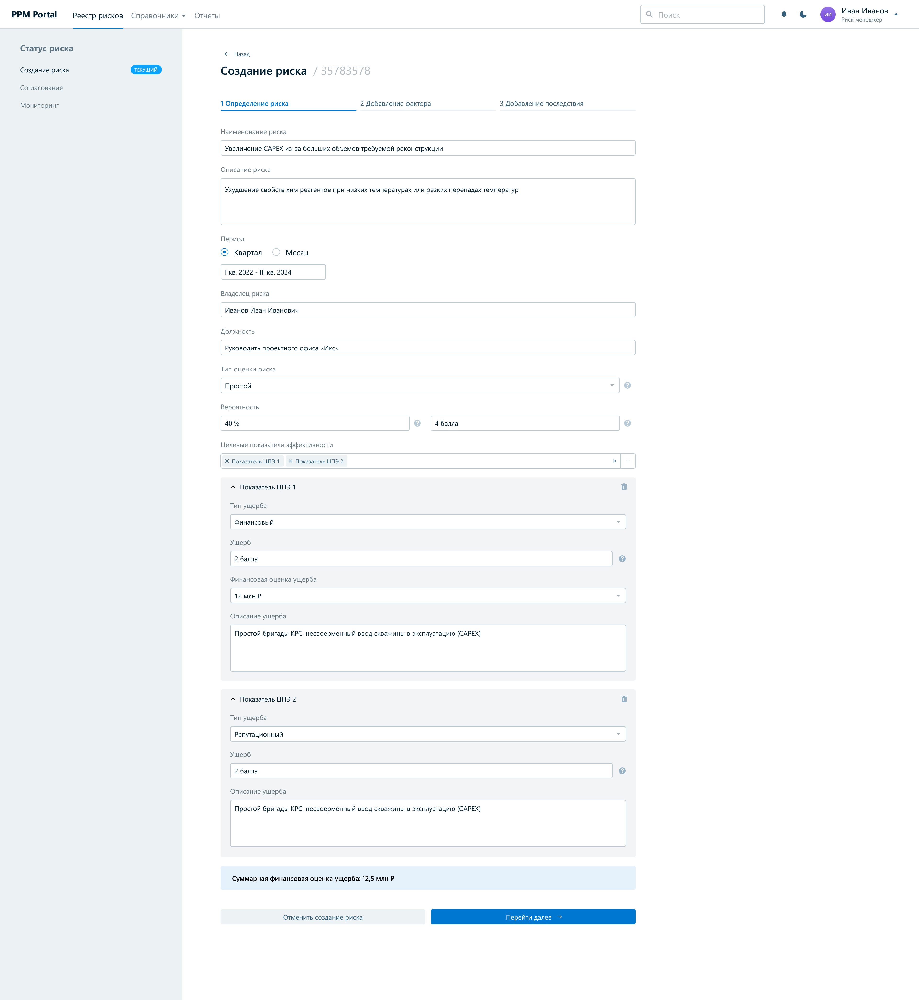 PPM Portal
Реестр рисков
Справочники
Отчеты
Поиск
ИИ
Иван Иванов
Риск менеджер
Статус риска
Создание риска
ТЕКУЩИЙ
Согласование
Мониторинг
Назад
Создание риска / 35783578
1 Определение риска
2 Добавление фактора
3 Добавление последствия
Наименование риска
Увеличение CAPEX из-за больших объемов требуемой реконструкции
Описание риска
Ухудшение свойств хим реагентов при низких температурах или резких перепадах температур
Период
Квартал
Месяц
I кв. 2022 - III кв. 2024
Владелец риска
Иванов Иван Иванович
Должность
Руководить проектного офиса «Икс»
Тип оценки риска
Простой
Вероятность
40 %
4 балла
Целевые показатели эффективности
Показатель ЦПЭ 1
Показатель ЦПЭ 2
Показатель ЦПЭ 1
Тип ущерба
Финансовый
Ущерб
2 балла
Финансовая оценка ущерба
12 млн ₽
Описание ущерба
Простой бригады КРС, несвоерменный ввод скважины в эксплуатацию (CAPEX)
Показатель ЦПЭ 2
Тип ущерба
Репутационный
Ущерб
2 балла
Описание ущерба
Простой бригады КРС, несвоерменный ввод скважины в эксплуатацию (CAPEX)
Суммарная финансовая оценка ущерба: 12,5 млн ₽
Отменить создание риска
Перейти далее